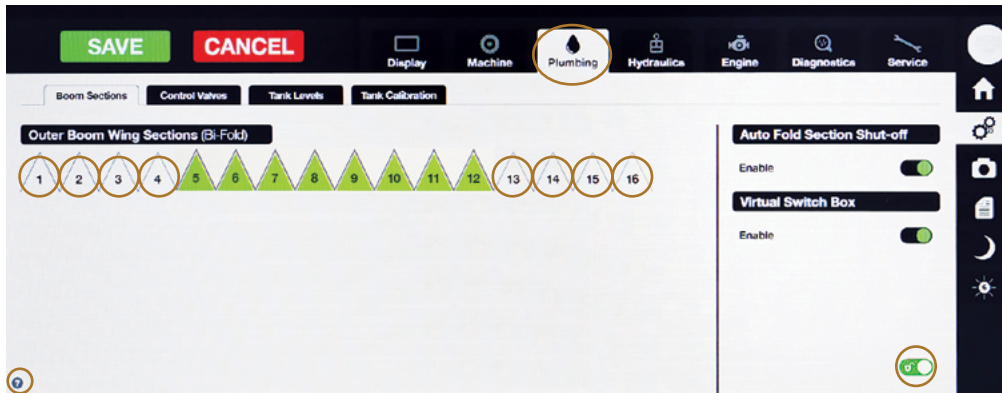 SAVE CANCEL Display Machine Plumbing Hydraulics Engine Diagnostics Service
Boom Sections Control Valves Tank Levels Tank Calibration
Outer Boom Wing Sections (Bi-Fold)
1 2 3 4 5 6 7 8 9 10 11 12 13 14 15 16
Auto Fold Section Shut-off
Enable
Virtual Switch Box
Enable
?